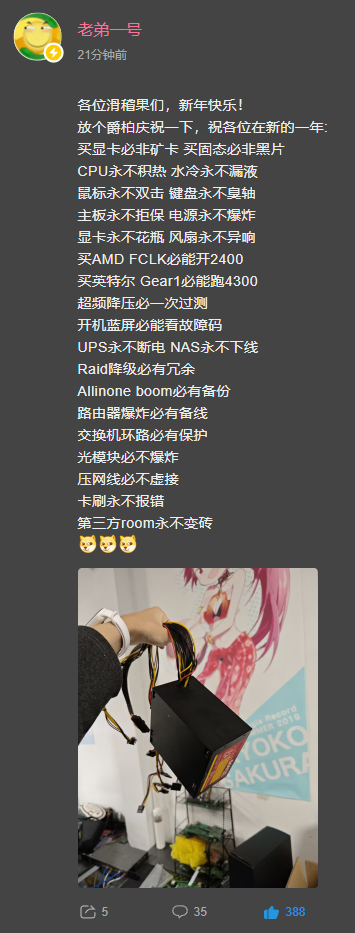 老弟一号
21分钟前
各位滑稽果们，新年快乐！
放个爵柏庆祝一下，祝各位在新的一年:
买显卡必非矿卡 买固态必非黑片
CPU永不积热 水冷永不漏液
鼠标永不双击 键盘永不臭轴
主板永不拒保 电源永不爆炸
显卡永不花瓶 风扇永不异响
买AMD FCLK必能开2400
买英特尔 Gear1必能跑4300
超频降压必一次过测
开机蓝屏必能看故障码
UPS永不断电 NAS永不下线
Raid降级必有冗余
Allinone boom必有备份
路由器爆炸必有备线
交换机环路必有保护
光模块必不爆炸
压网线必不虚接
卡刷永不报错
第三方room永不变砖
Record
MER 2019
YOKO
SAKURA
5
35
388